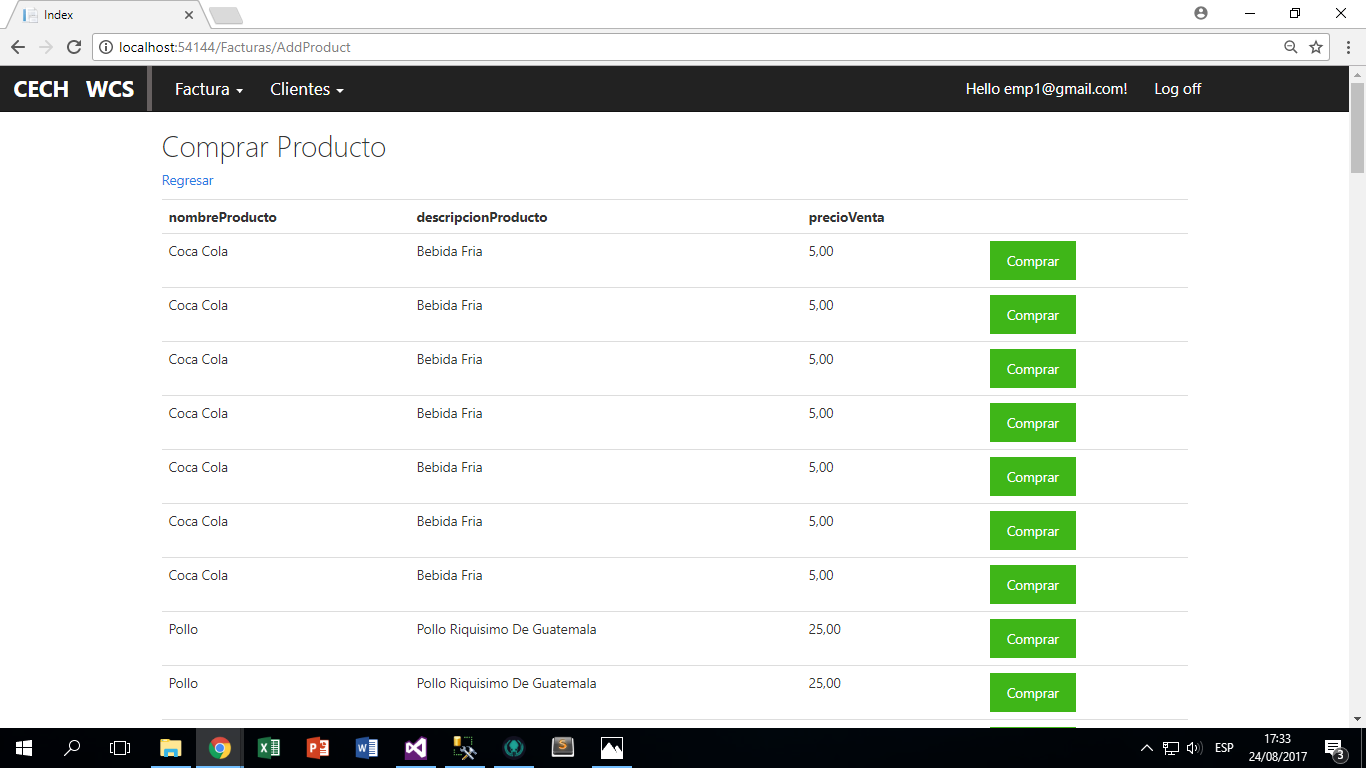 Index
localhost:54144/Facturas/AddProduct
CECH WCS Factura Clientes Hello emp1@gmail.com! Log off
Comprar Producto
Regresar
nombreProducto descripcionProducto precioVenta
Coca Cola Bebida Fria 5,00 Comprar
Coca Cola Bebida Fria 5,00 Comprar
Coca Cola Bebida Fria 5,00 Comprar
Coca Cola Bebida Fria 5,00 Comprar
Coca Cola Bebida Fria 5,00 Comprar
Coca Cola Bebida Fria 5,00 Comprar
Coca Cola Bebida Fria 5,00 Comprar
Pollo Pollo Riquisimo De Guatemala 25,00 Comprar
Pollo Pollo Riquisimo De Guatemala 25,00 Comprar
ESP 17:33
24/08/2017 3